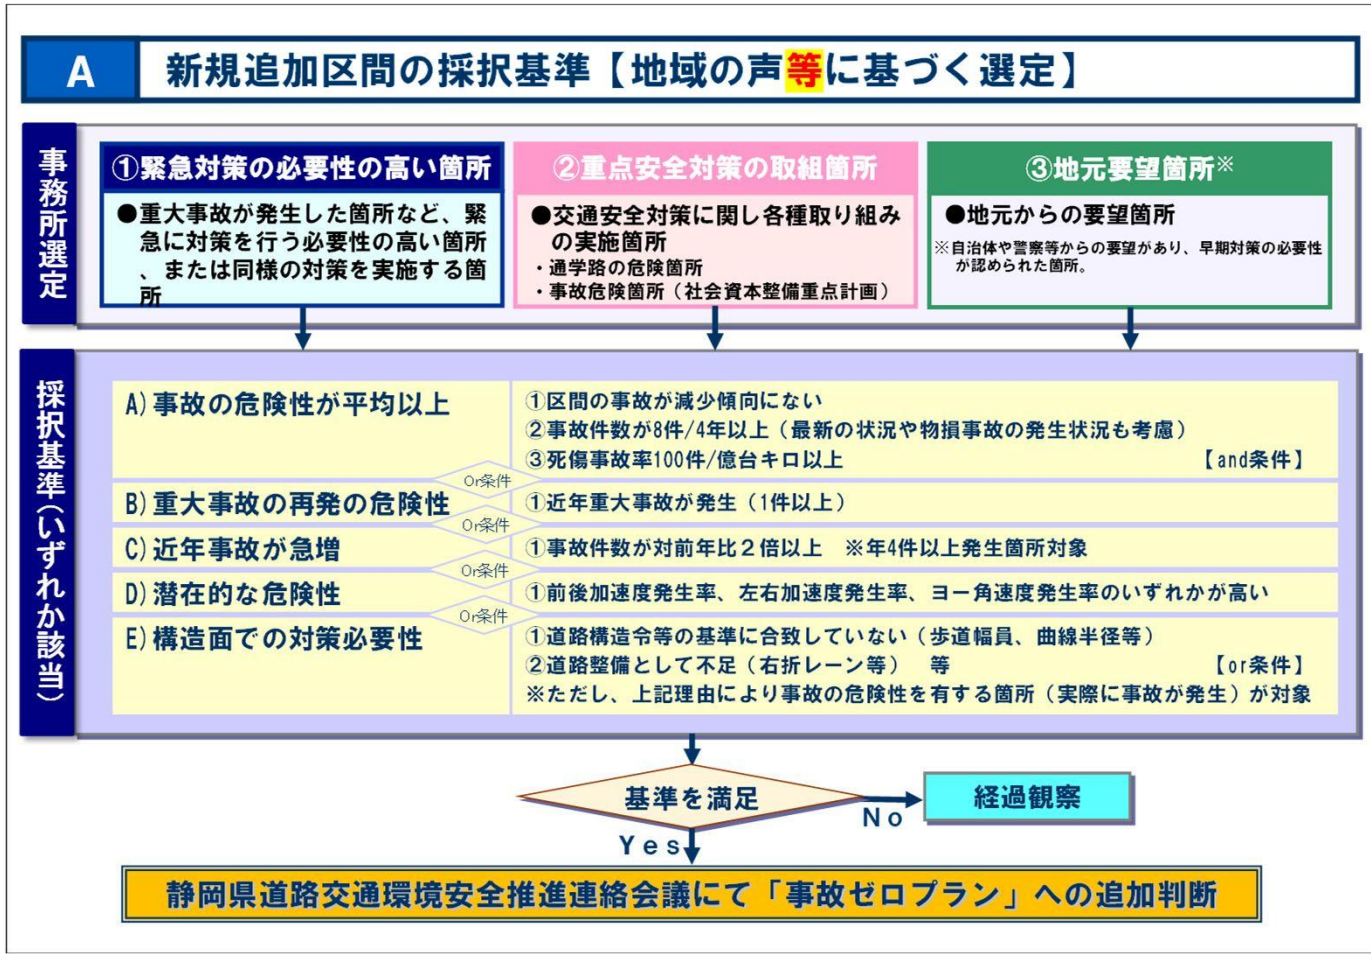 A
新規追加区間の採択基準【地域の声等に基づく選定】
事務所選定
①緊急対策の必要性の高い箇所
●重大事故が発生した箇所など、緊
急に対策を行う必要性の高い箇所
、または同様の対策を実施する箇
所
②重点安全対策の取組箇所
●交通安全対策に関し各種取り組み
の実施箇所
・通学路の危険箇所
・事故危険箇所（社会資本整備重点計画）
③地元要望箇所※
●地元からの要望箇所
※自治体や警察等からの要望があり、早期対策の必要性
が認められた箇所。
採択基準（いずれか該当）
A)事故の危険性が平均以上
①区間の事故が減少傾向にない
②事故件数が8件/4年以上（最新の状況や物損事故の発生状況も考慮）
③死傷事故率100件/億台キロ以上 【and条件】
Or条件
B)重大事故の再発の危険性
①近年重大事故が発生（1件以上）
Or条件
C)近年事故が急増
①事故件数が対前年比２倍以上 ※年4件以上発生箇所対象
Or条件
D)潜在的な危険性
①前後加速度発生率、左右加速度発生率、ヨー角速度発生率のいずれかが高い
Or条件
E)構造面での対策必要性
①道路構造令等の基準に合致していない（歩道幅員、曲線半径等）
②道路整備として不足（右折レーン等） 等 【or条件】
※ただし、上記理由により事故の危険性を有する箇所（実際に事故が発生）が対象
基準を満足
No
経過観察
Yes
静岡県道路交通環境安全推進連絡会議にて「事故ゼロプラン」への追加判断